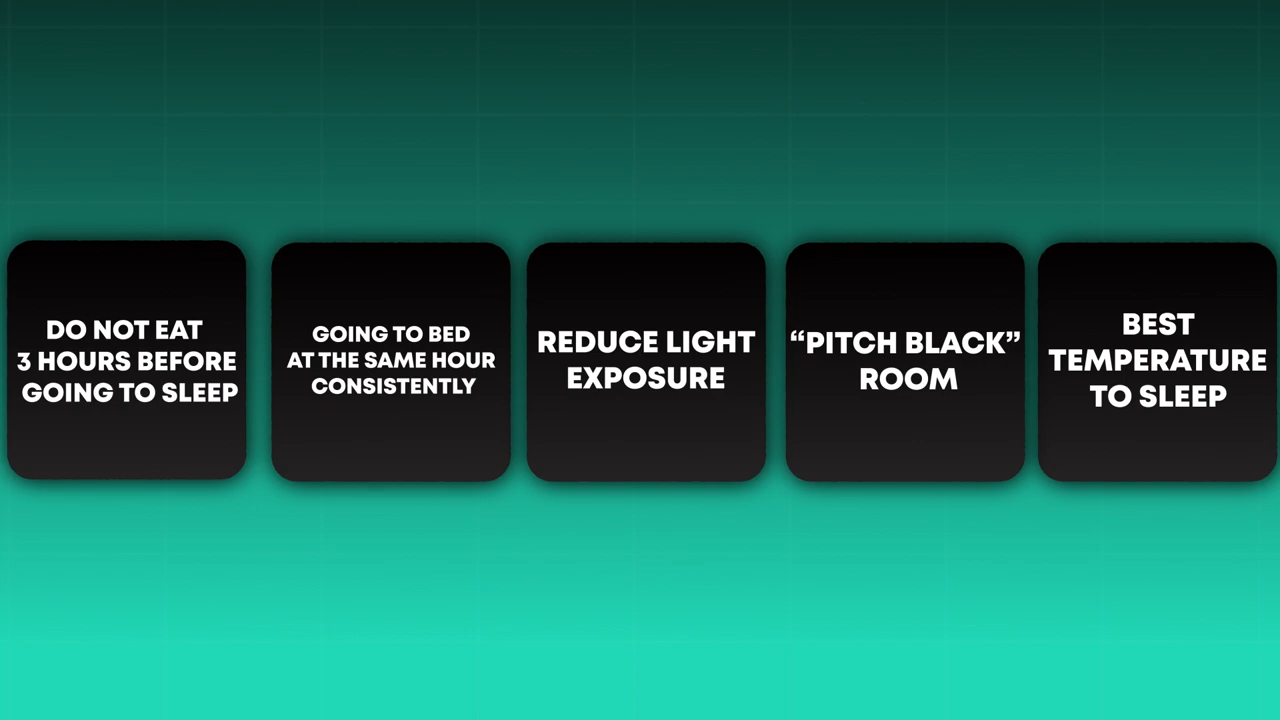 DO NOT EAT
3 HOURS BEFORE
GOING TO SLEEP
GOING TO BED
AT THE SAME HOUR
CONSISTENTLY
REDUCE LIGHT
EXPOSURE
“PITCH BLACK”
ROOM
BEST
TEMPERATURE
TO SLEEP